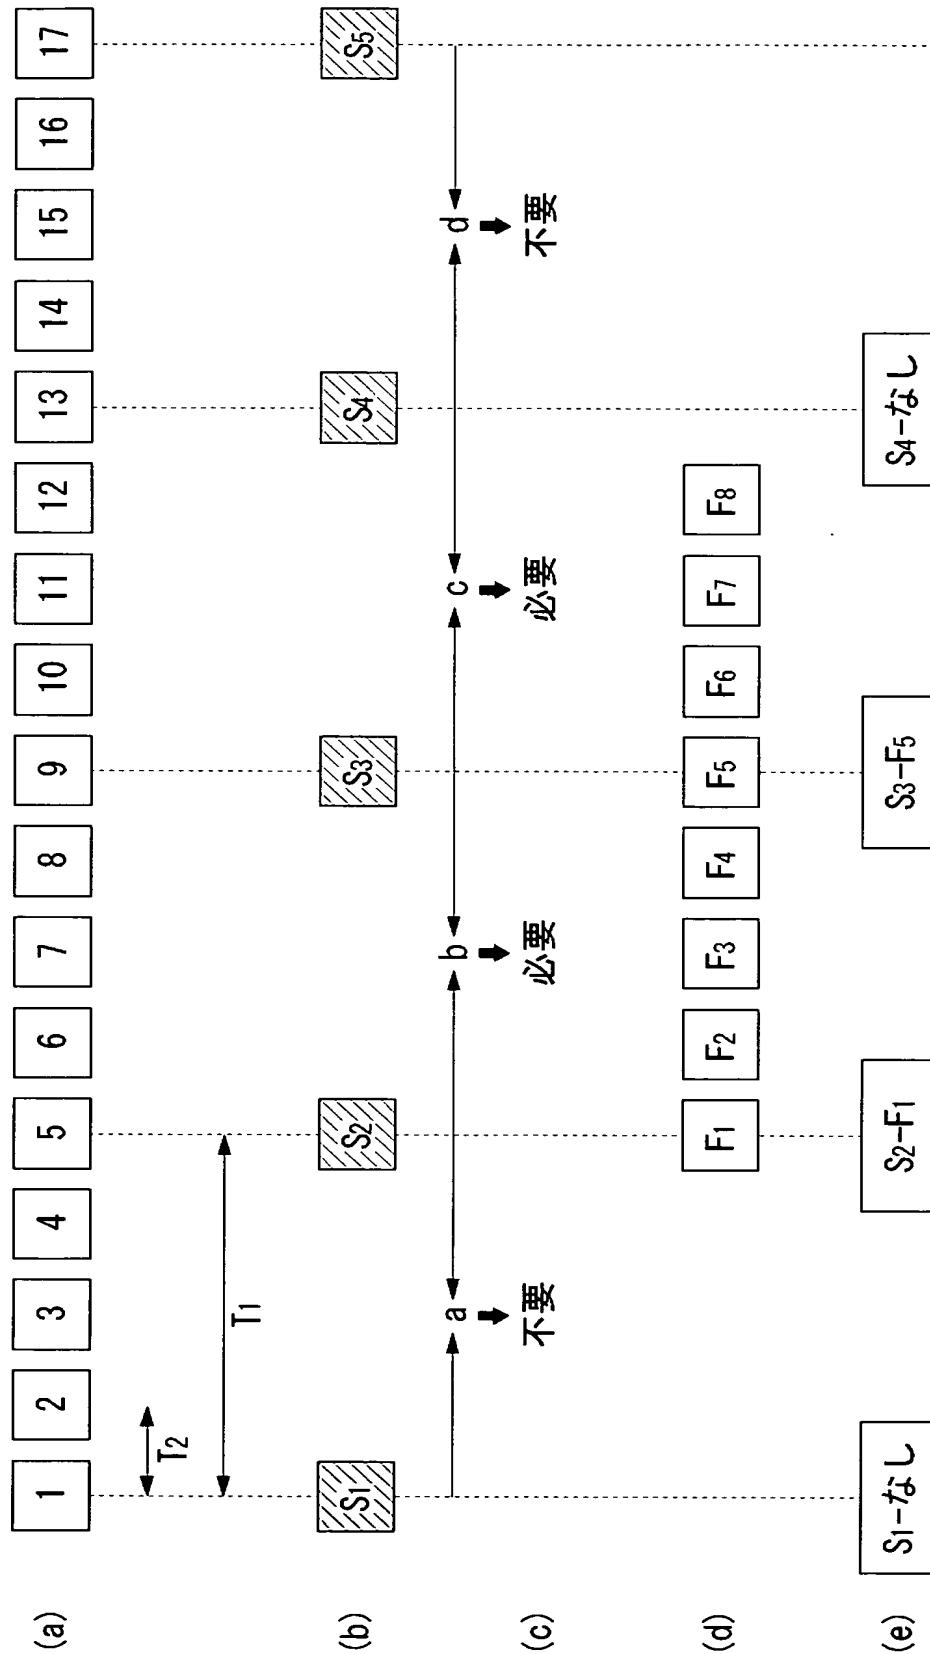 (a) 1 2 3 4 5 6 7 8 9 10 11 12 13 14 15 16 17
T2
T1
(b) S1 S2 S3 S4 S5
a b c d
(c) 不要 必要 必要 不要
(d) F1 F2 F3 F4 F5 F6 F7 F8
(e) S1-なし S2-F1 S3-F5 S4-なし